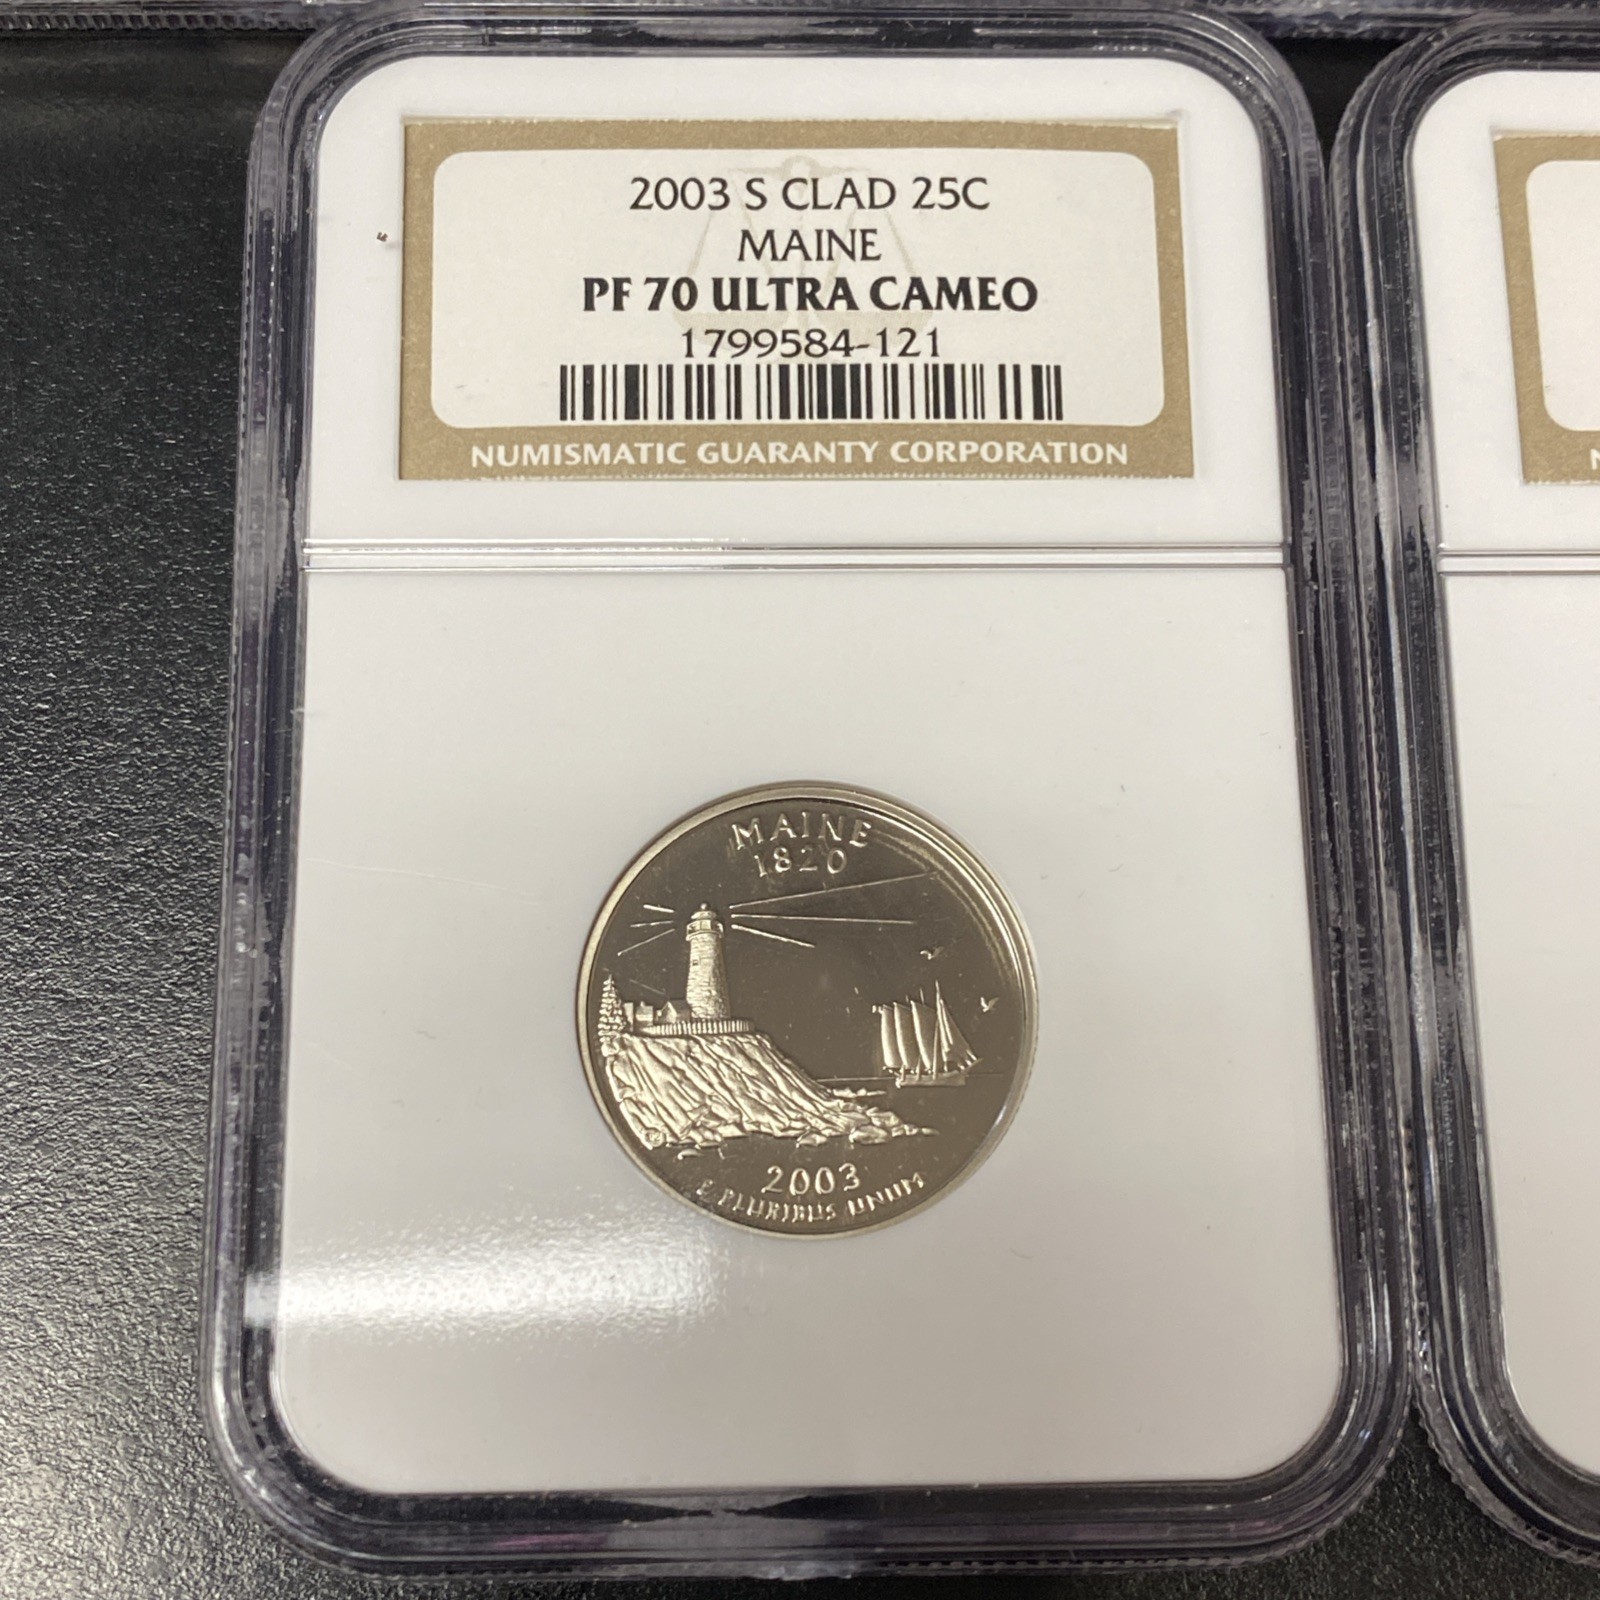 2003 S CLAD 25C
MAINE
PF 70 ULTRA CAMEO
1799584-121
NUMISMATIC GUARANTY CORPORATION
MAINE
1820
2003
E PLURIBUS UNUM